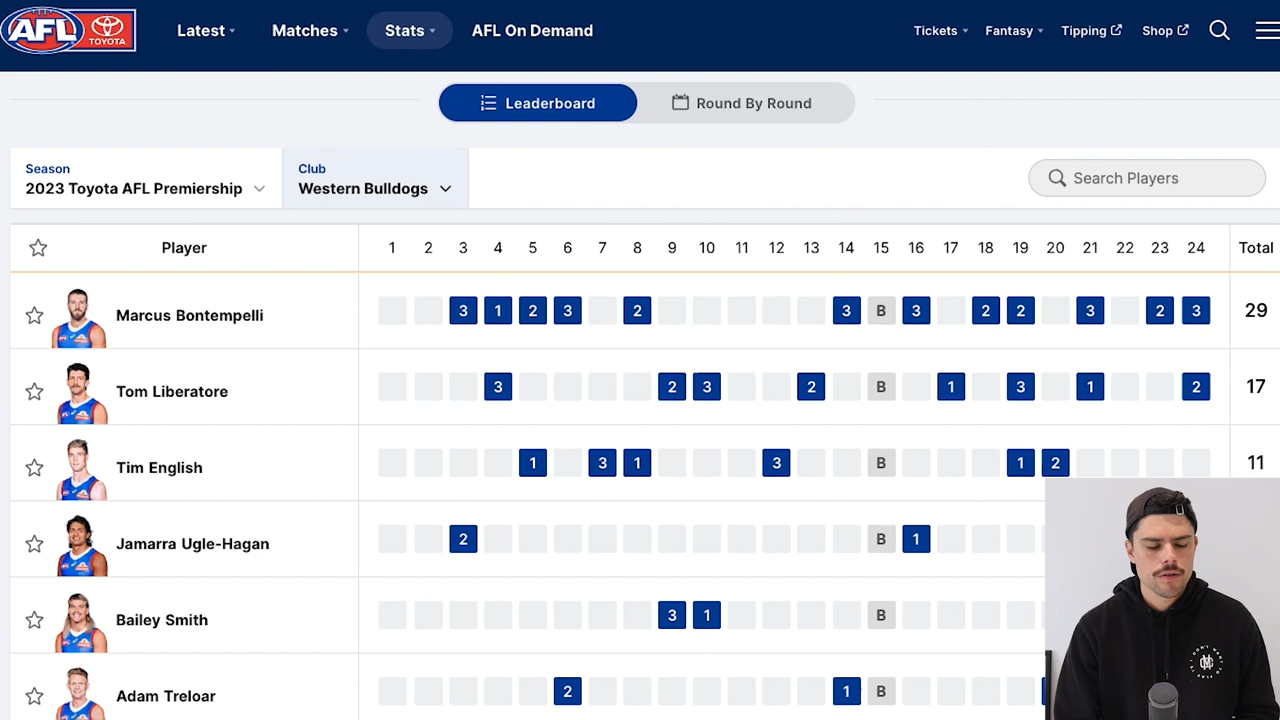 AFL TOYOTA Latest Matches Stats AFL On Demand Tickets Fantasy Tipping Shop
Leaderboard Round By Round
Season Club
2023 Toyota AFL Premiership Western Bulldogs Search Players
Player 1 2 3 4 5 6 7 8 9 10 11 12 13 14 15 16 17 18 19 20 21 22 23 24 Total
Marcus Bontempelli 3 1 2 3 2 3 B 3 2 2 3 2 3 29
Tom Liberatore 3 2 3 2 B 1 3 1 2 17
Tim English 1 3 1 3 B 1 2 11
Jamarra Ugle-Hagan 2 B 1
Bailey Smith 3 1 B
Adam Treloar 2 1 B